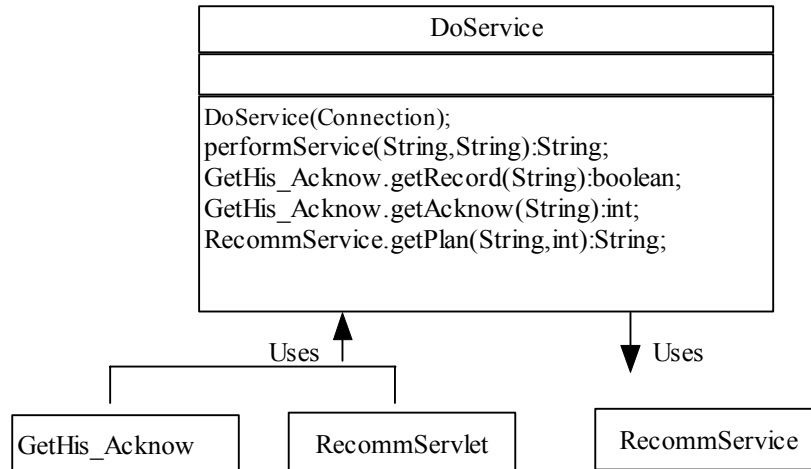 DoService
DoService(Connection);
performService(String,String):String;
GetHis_Acknow.getRecord(String):boolean;
GetHis_Acknow.getAcknow(String):int;
RecommService.getPlan(String,int):String;
Uses
Uses
GetHis_Acknow
RecommServlet
RecommService